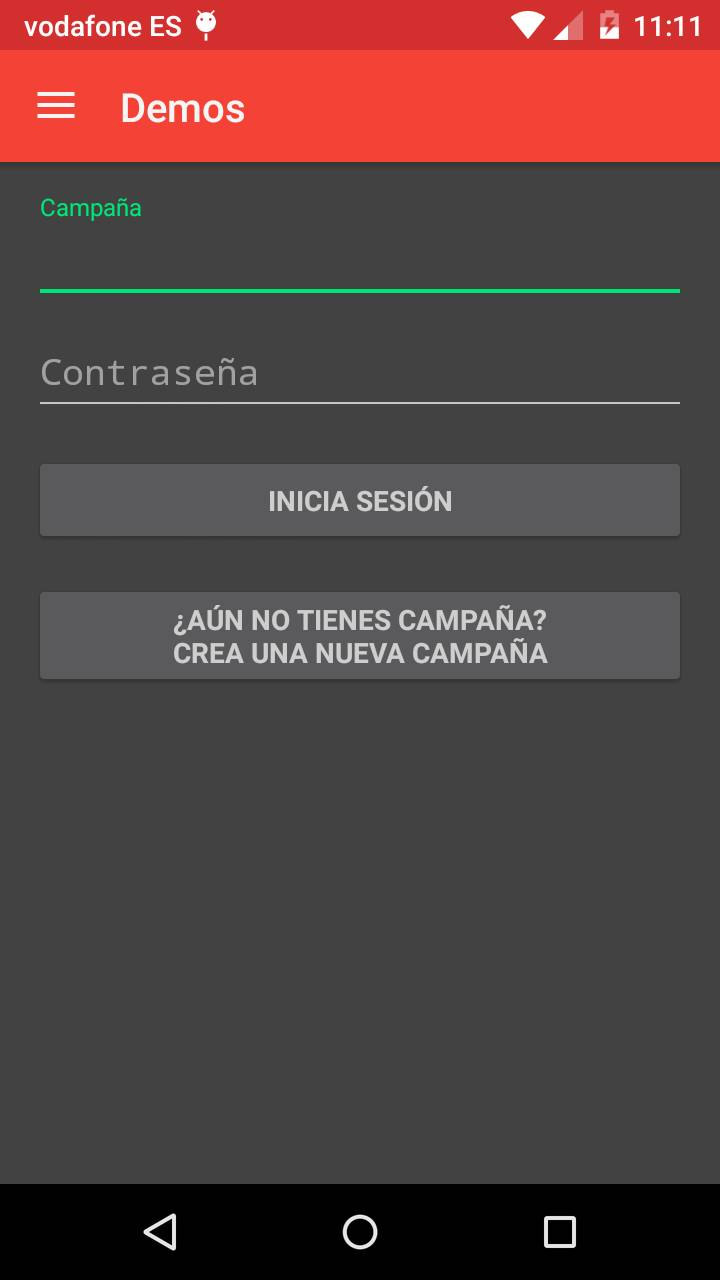 vodafone ES
11:11
Demos
Campaña
Contraseña
INICIA SESIÓN
¿AÚN NO TIENES CAMPAÑA?
CREA UNA NUEVA CAMPAÑA